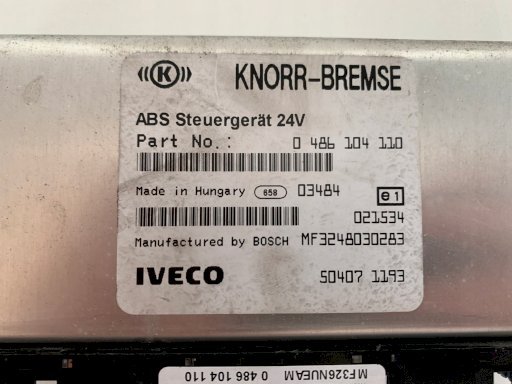 ((K)) KNORR-BREMSE
ABS Steuergerät 24V
Part No.: 0 486 104 110
Made in Hungary 858 03484 e1
021534
Manufactured by BOSCH MF3248030283
IVECO 50407 1193
MF326NUEAM
0 486 104 110